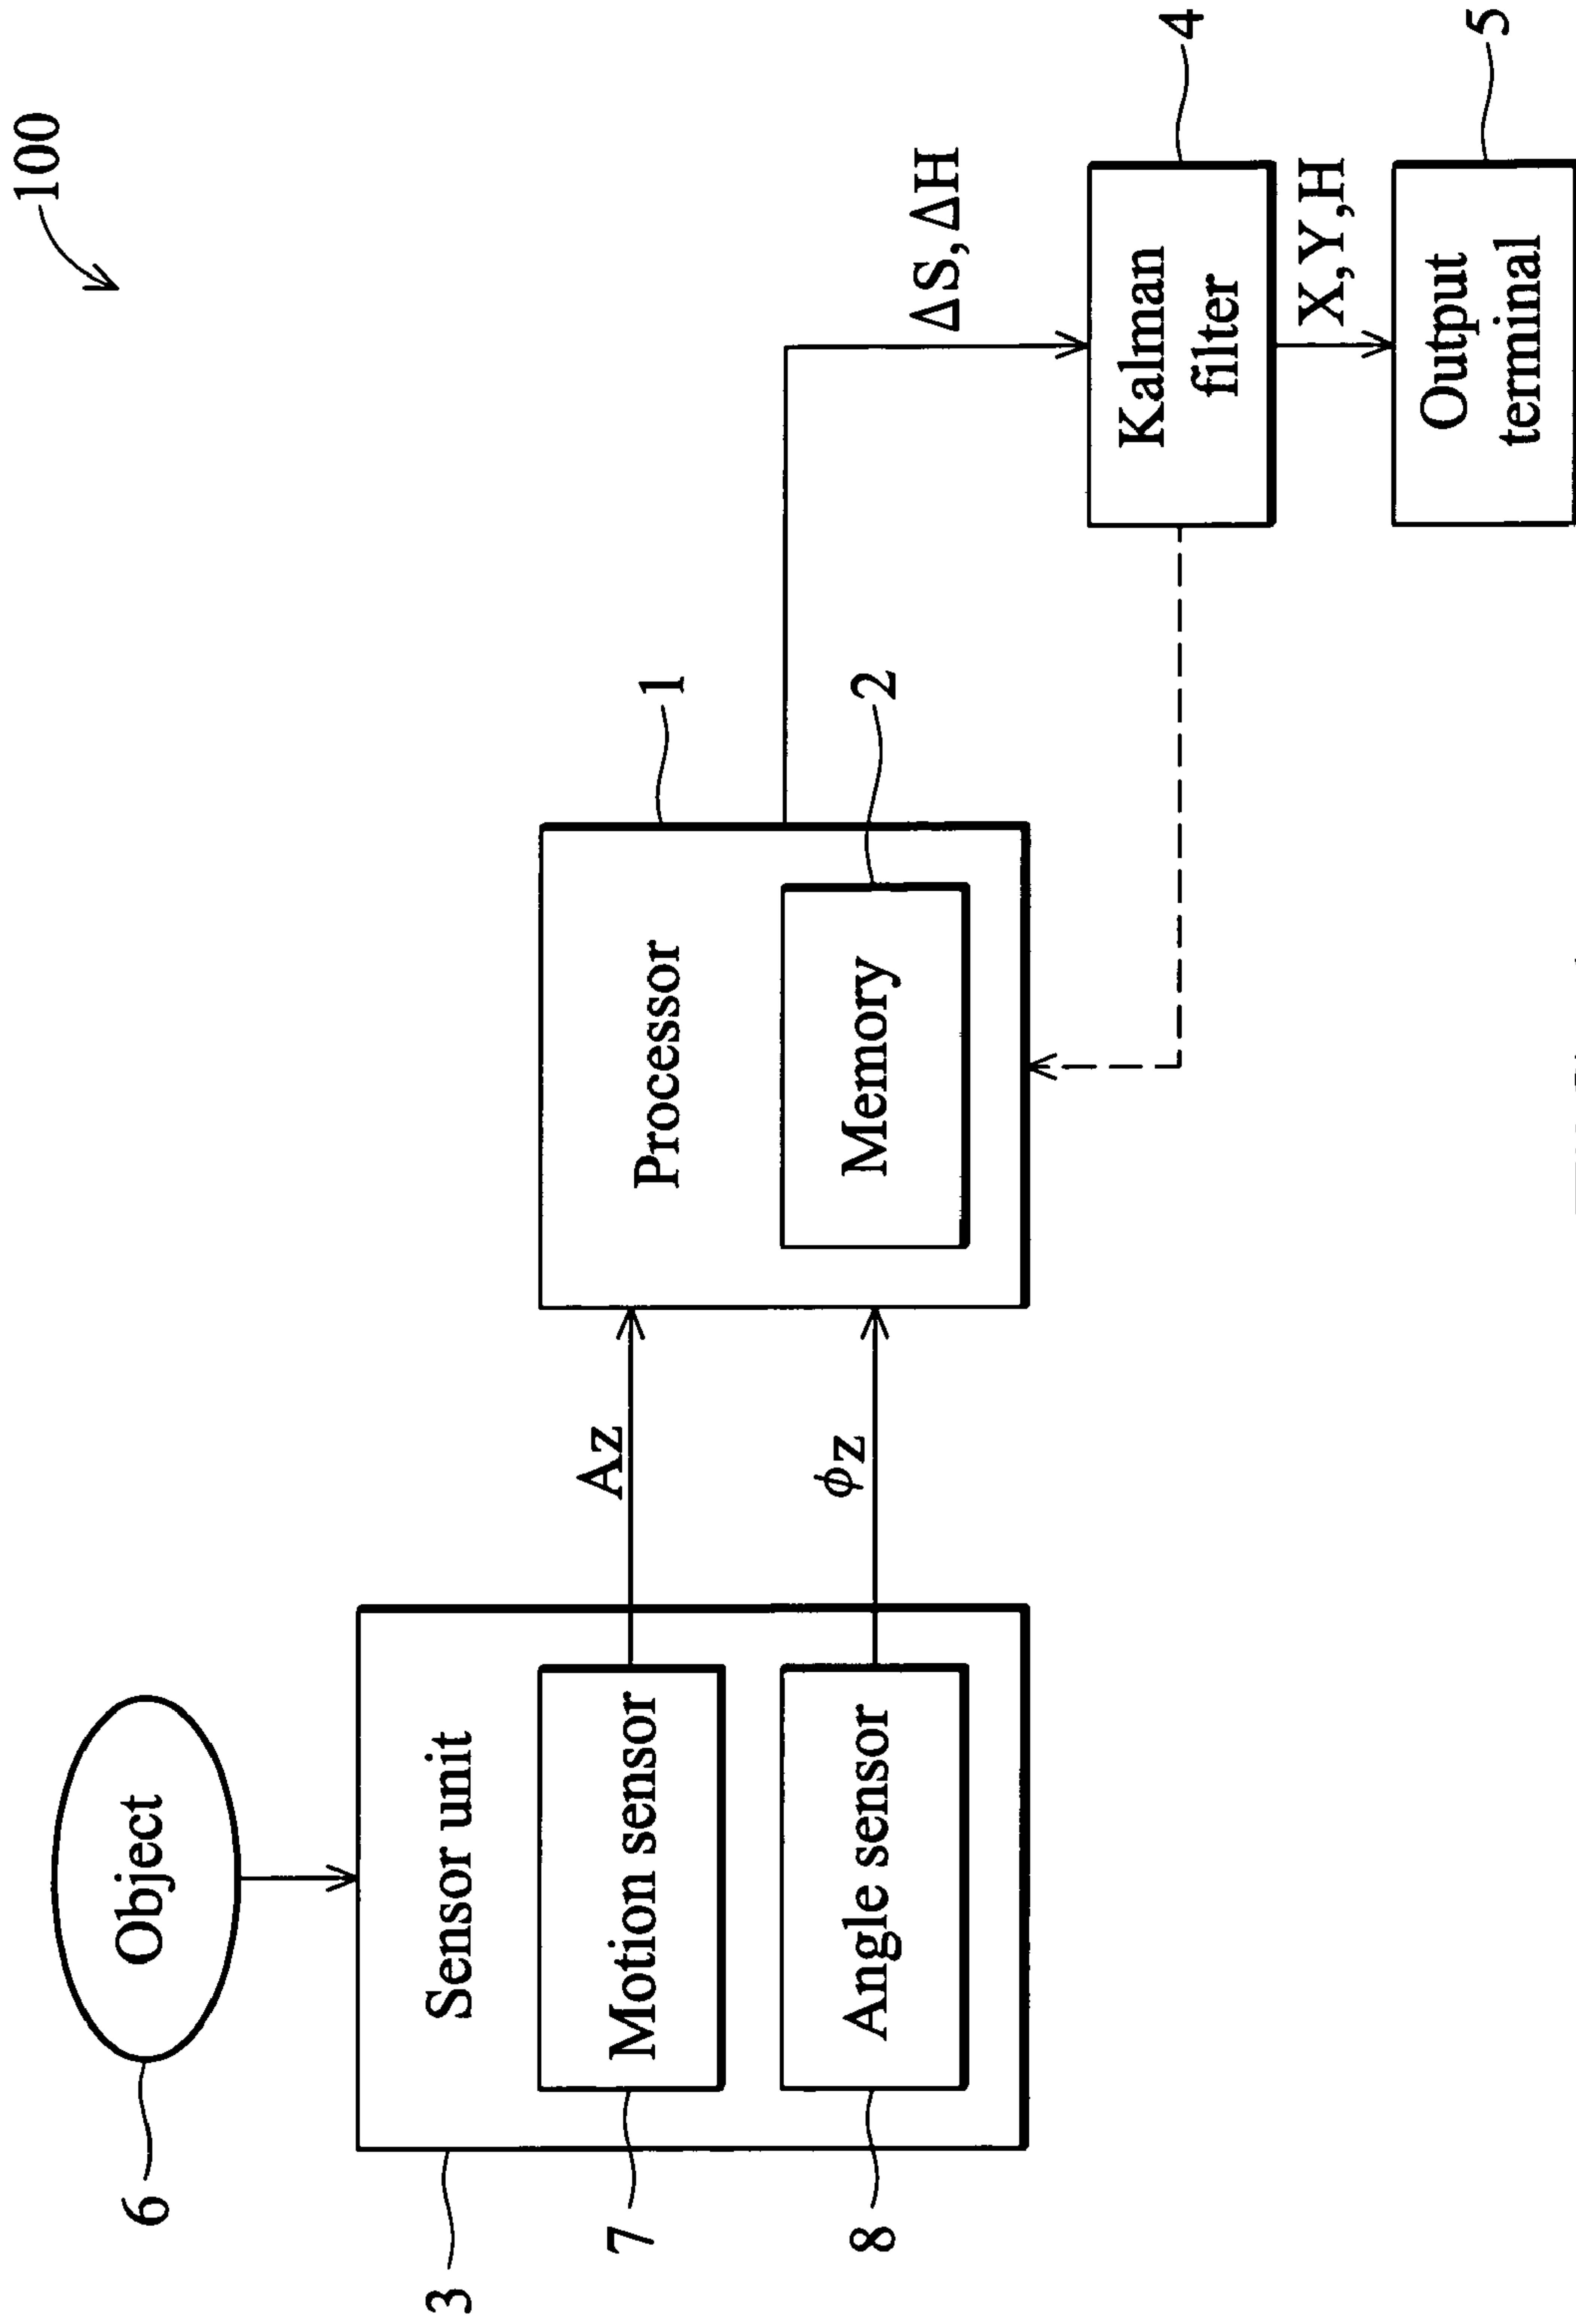 100
Object
6
Sensor unit
3
Motion sensor
7
Angle sensor
8
Az
ϕz
Processor
1
Memory
2
ΔS, ΔH
Kalman
filter
4
X,Y,H
Output
terminal
5